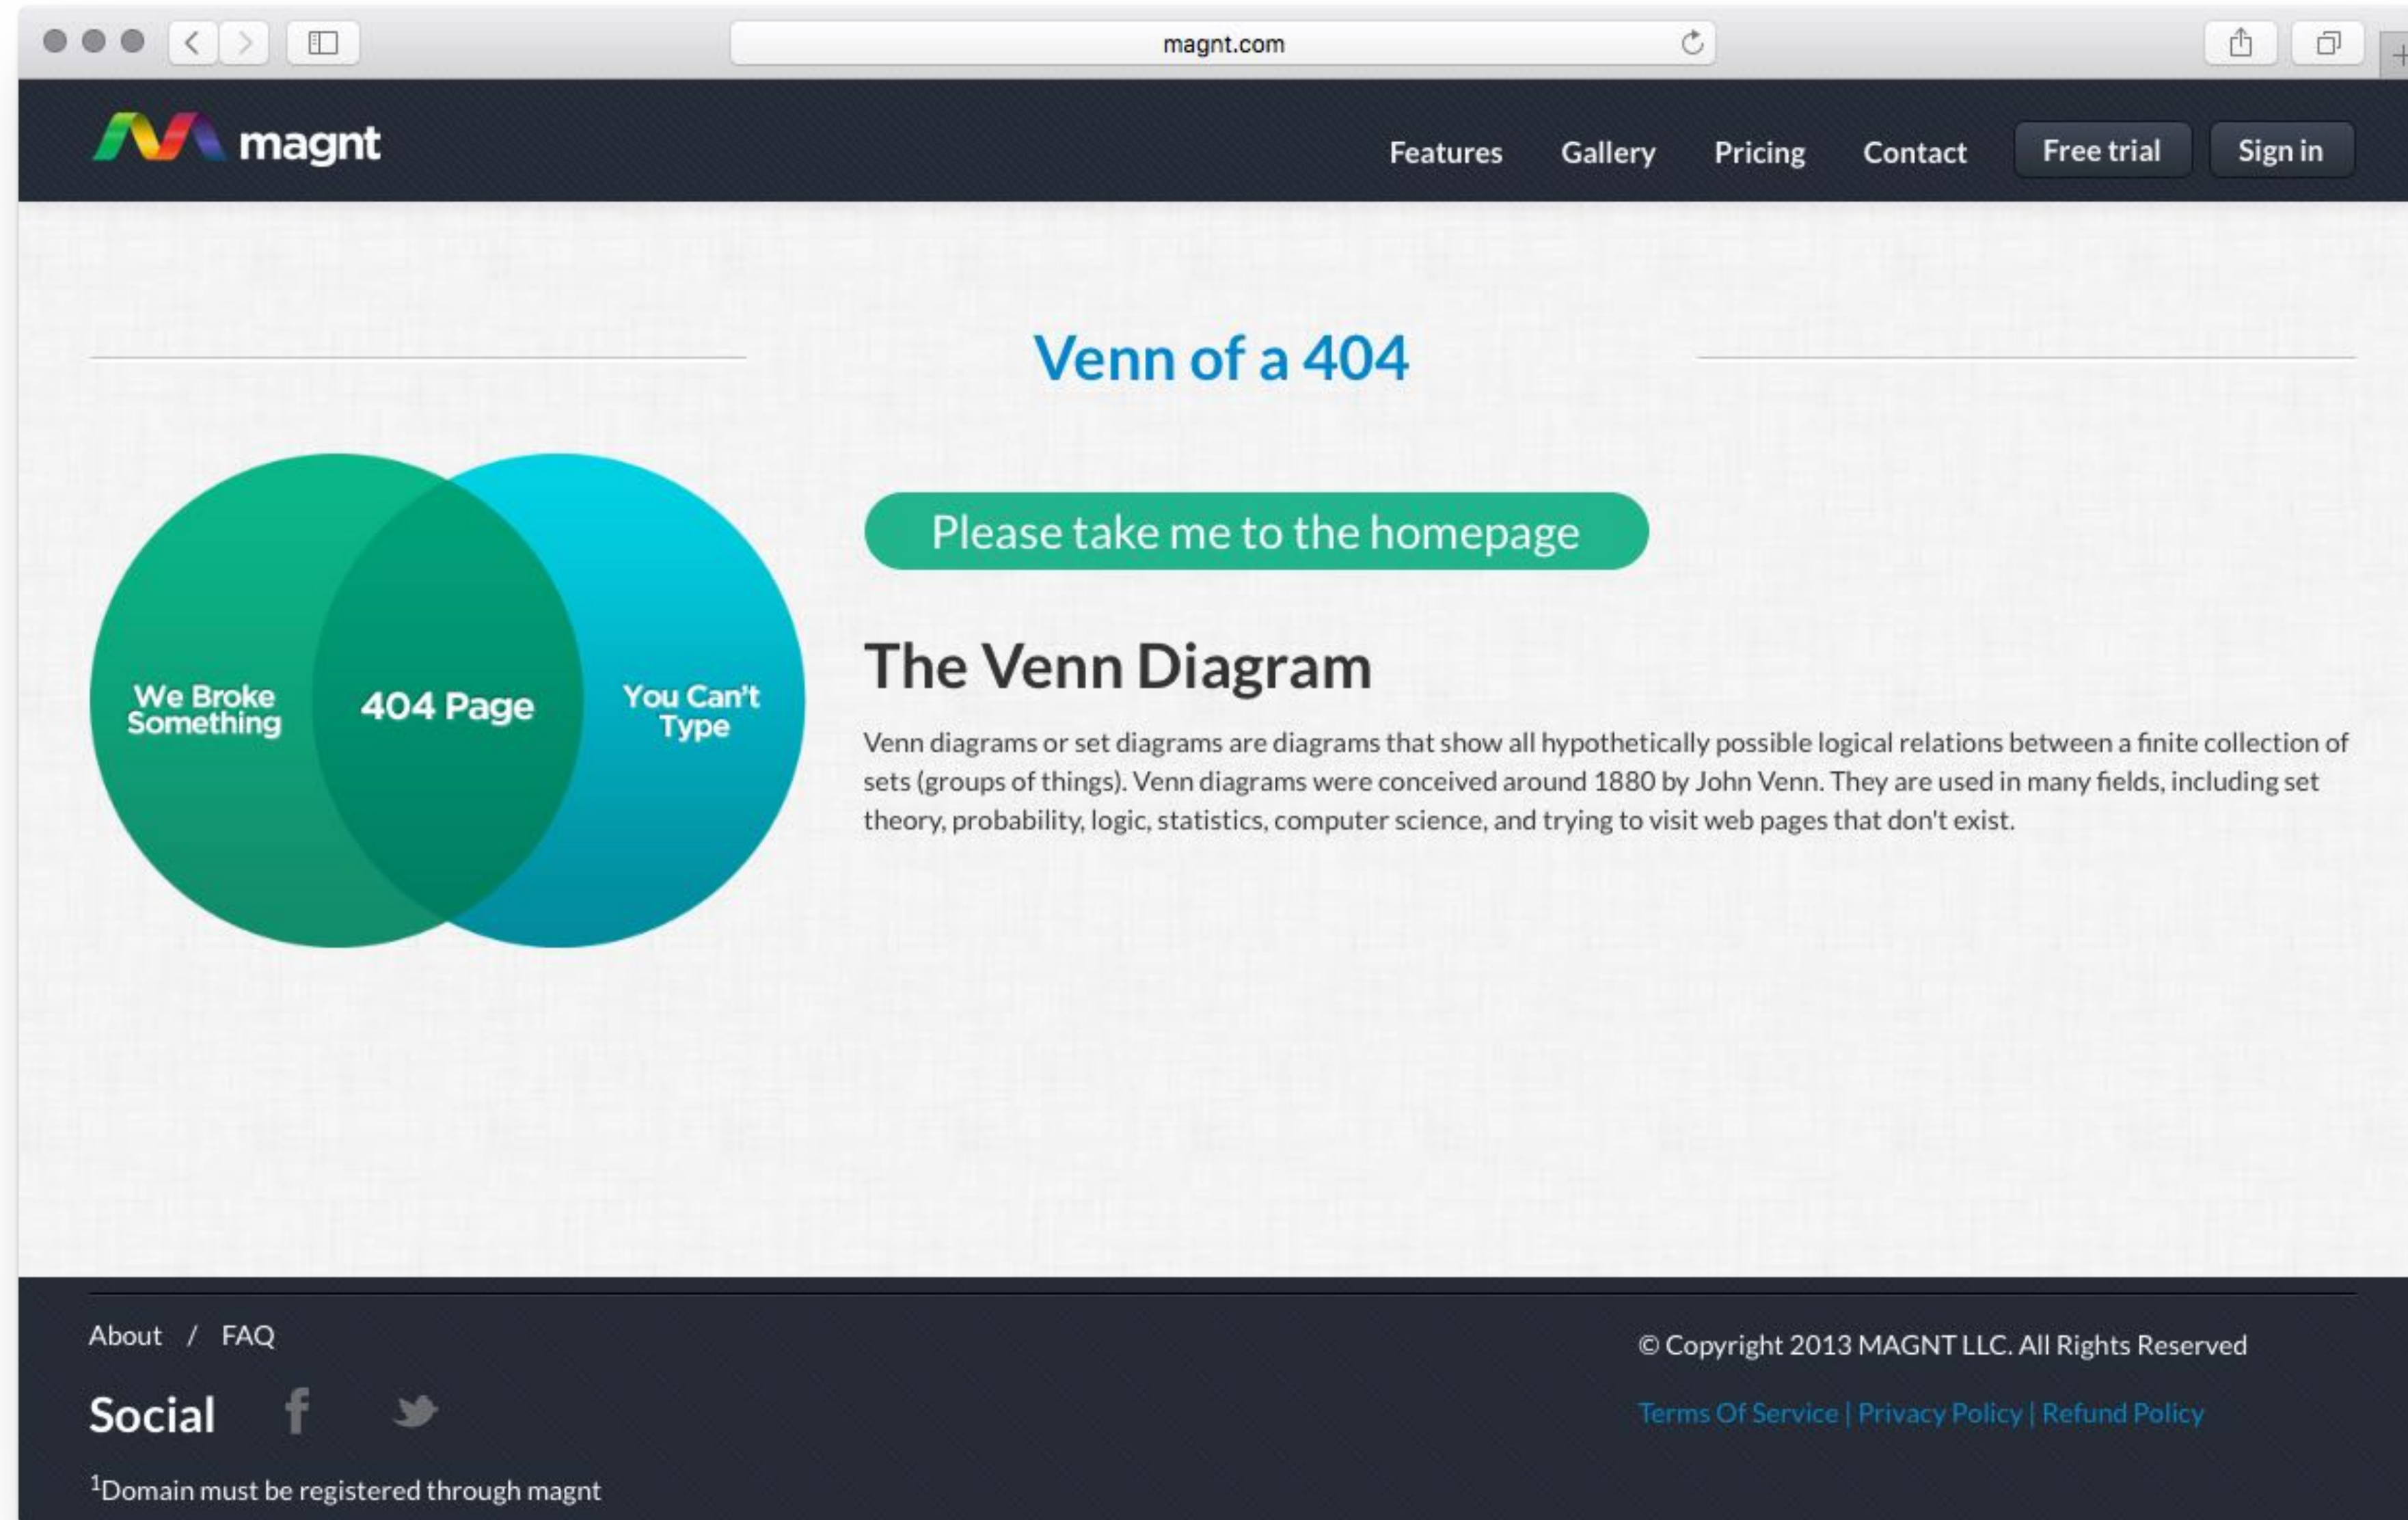 magnt.com
magnt
Features Gallery Pricing Contact Free trial Sign in
Venn of a 404
We Broke
Something
404 Page
You Can't
Type
Please take me to the homepage
The Venn Diagram
Venn diagrams or set diagrams are diagrams that show all hypothetically possible logical relations between a finite collection of
sets (groups of things). Venn diagrams were conceived around 1880 by John Venn. They are used in many fields, including set
theory, probability, logic, statistics, computer science, and trying to visit web pages that don't exist.
About / FAQ
Social
¹Domain must be registered through magnt
© Copyright 2013 MAGNT LLC. All Rights Reserved
Terms Of Service | Privacy Policy | Refund Policy